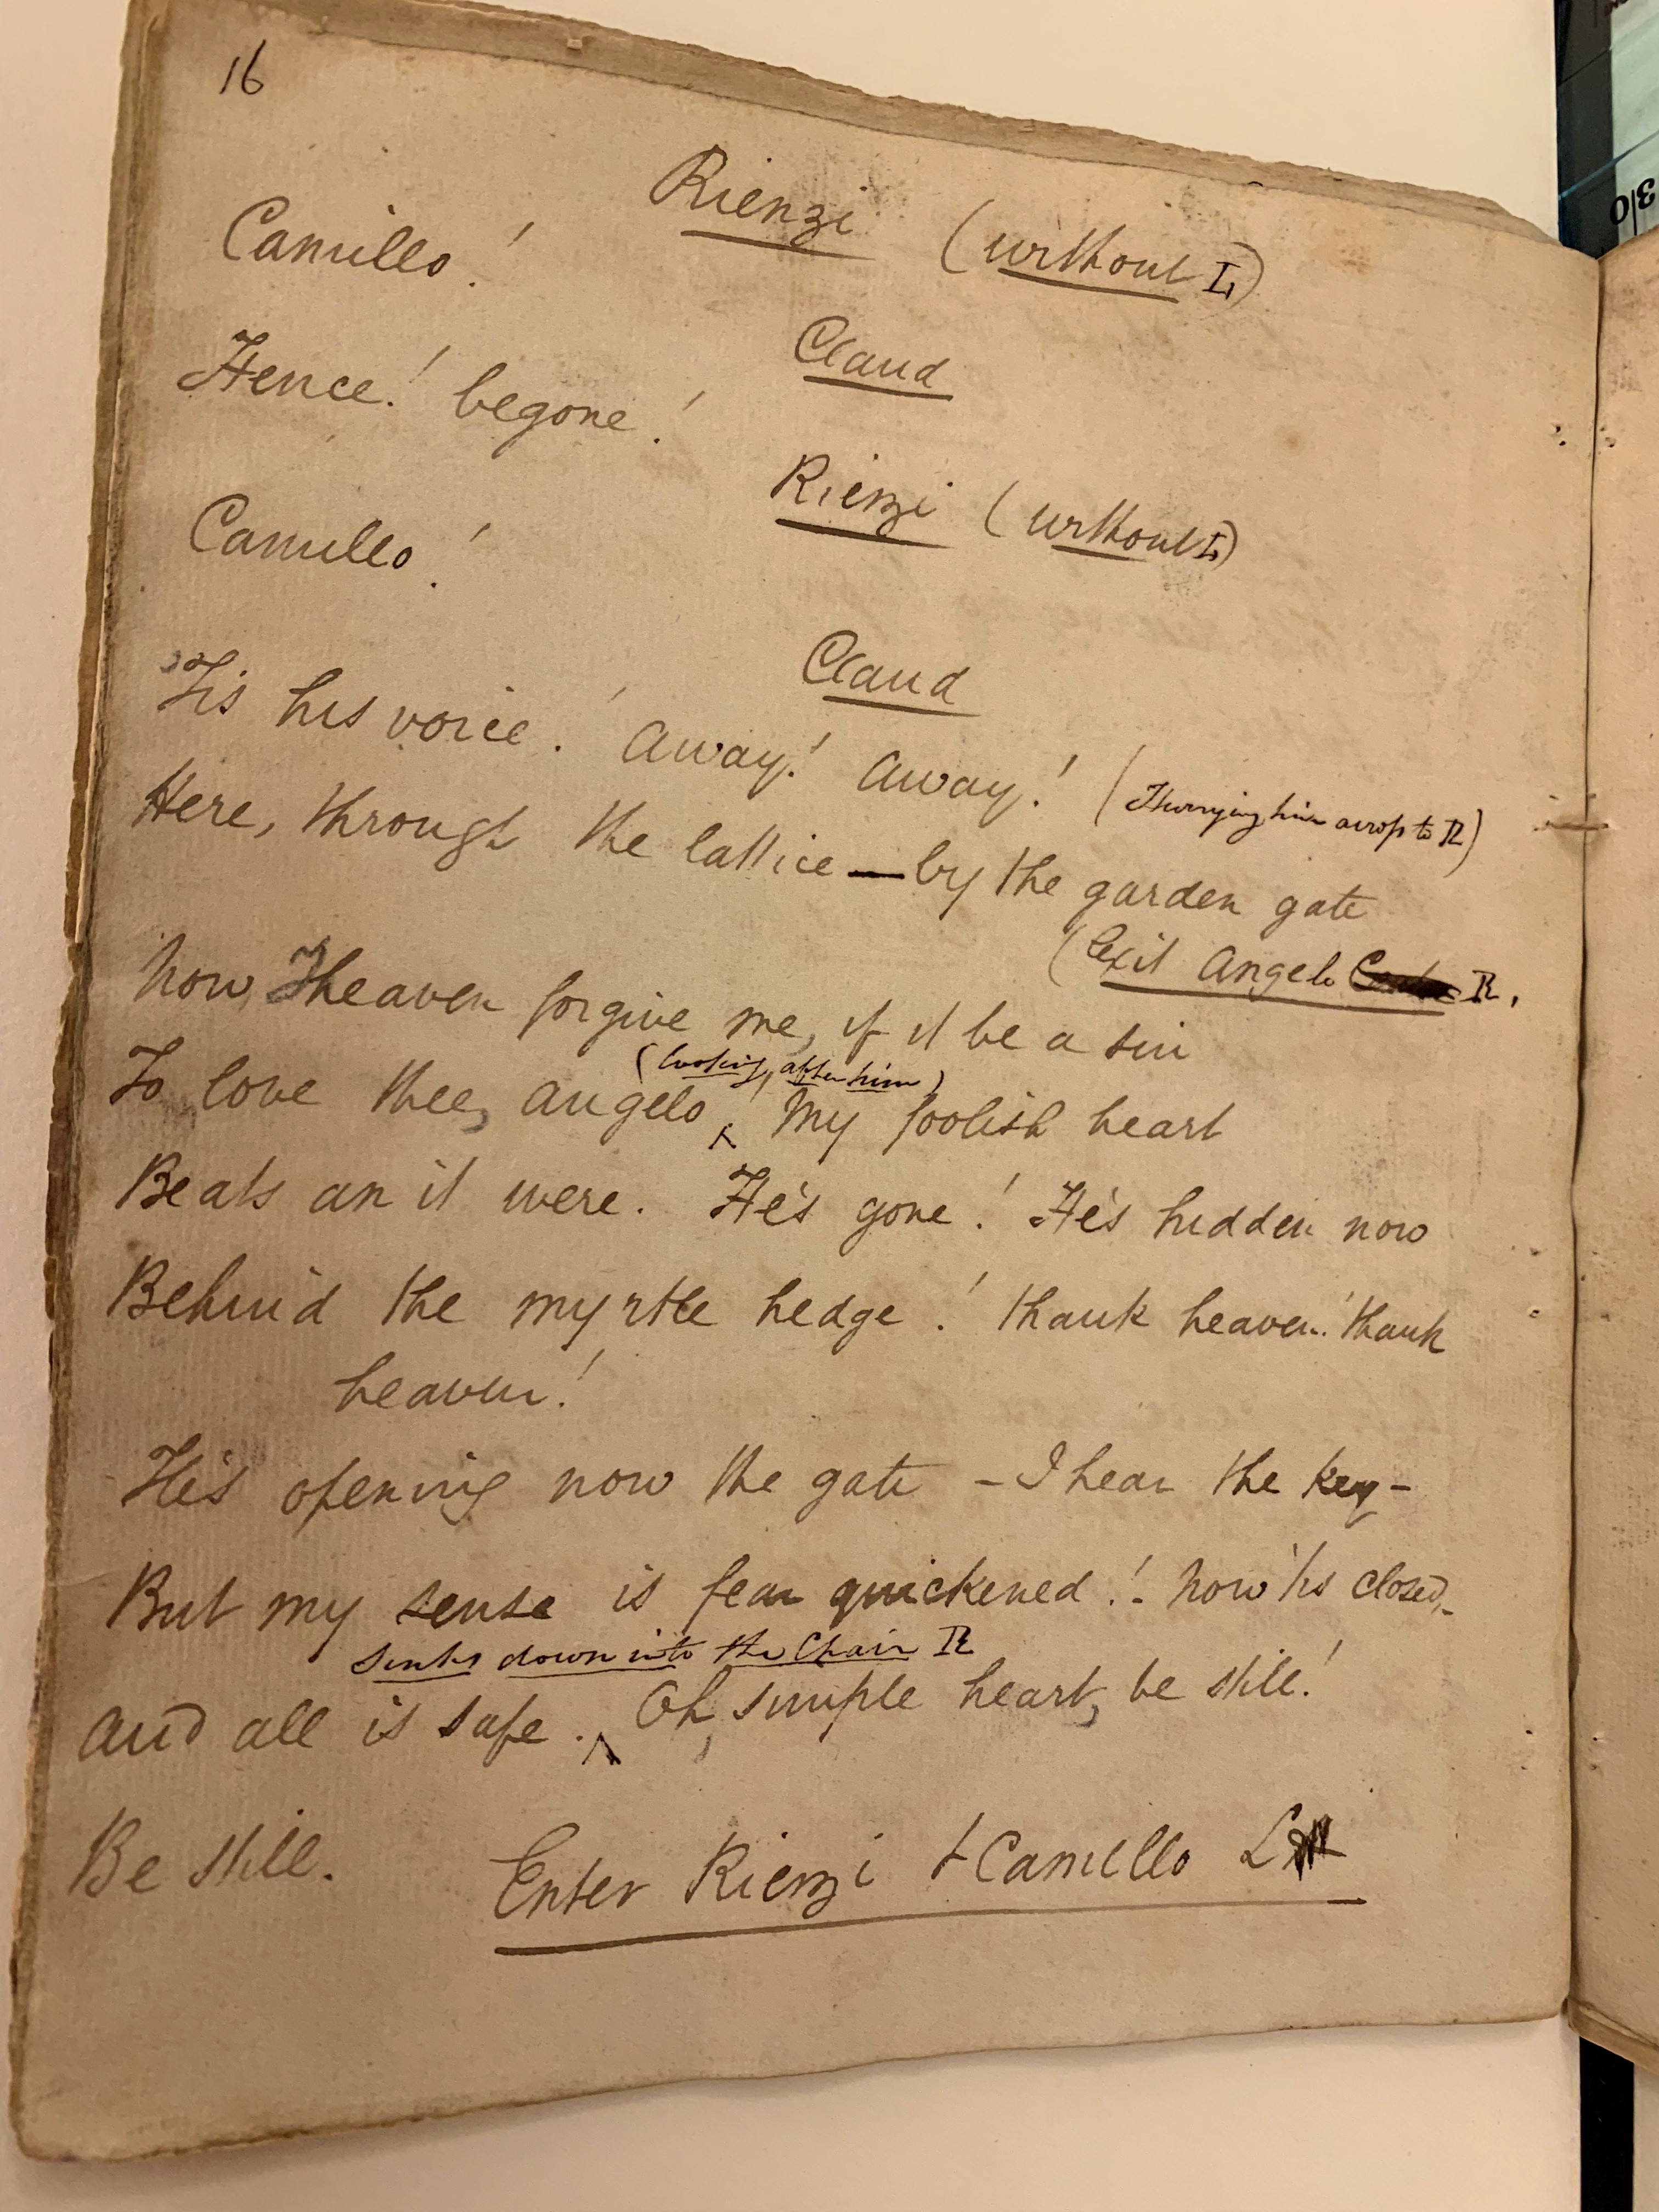 16
Rienzi (without L)
Camillo!
Claud
Hence! begone!
Rienzi (without L)
Camillo!
Claud
'Tis his voice! Away! Away! (Hurrying him across to R)
Here, through the lattice — by the garden gate
(Exit Angelo R.
Now, Heaven forgive me, if it be a sin
(looking after him)
To love thee, Angelo, My foolish heart
Beats an it were. He's gone! He's hidden now
Behind the myrtle hedge! thank heaven! thank
heaven!
He's opening now the gate - I hear the key -
But my sense is fear quickened! - Now 'tis closed,
Sinks down into the Chair R
And all is safe. Oh, simple heart, be still!
Be still.
Enter Rienzi & Camillo L